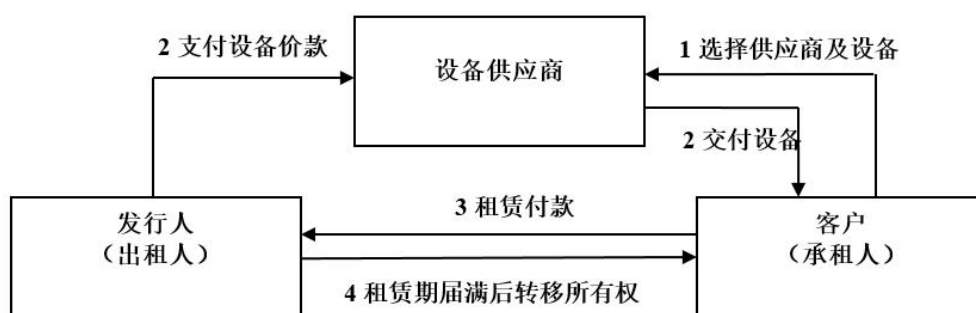 2 支付设备价款
设备供应商
1 选择供应商及设备
2 交付设备
发行人
（出租人）
3 租赁付款
客户
（承租人）
4 租赁期届满后转移所有权